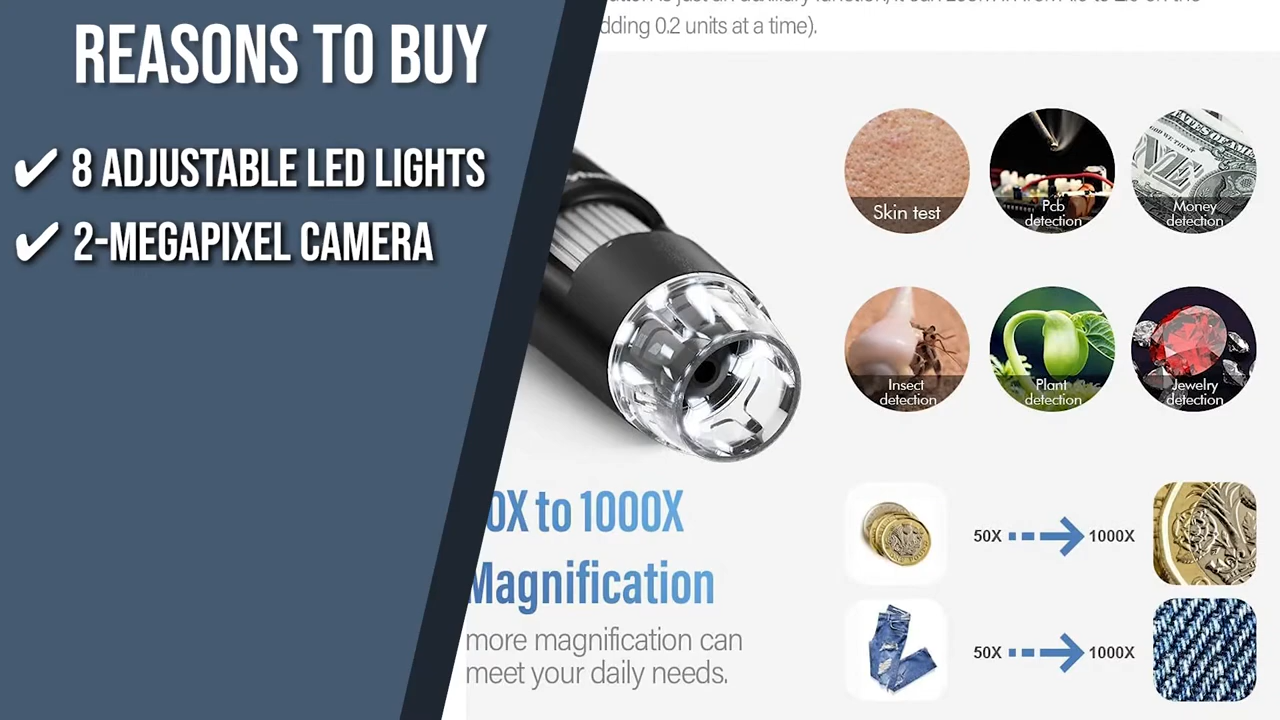 REASONS TO BUY
✔ 8 ADJUSTABLE LED LIGHTS
✔ 2-MEGAPIXEL CAMERA
dding 0.2 units at a time).
Skin test
Pcb
detection
Money
detection
Insect
detection
Plant
detection
Jewelry
detection
0X to 1000X
Magnification
more magnification can
meet your daily needs.
50X 1000X
50X 1000X